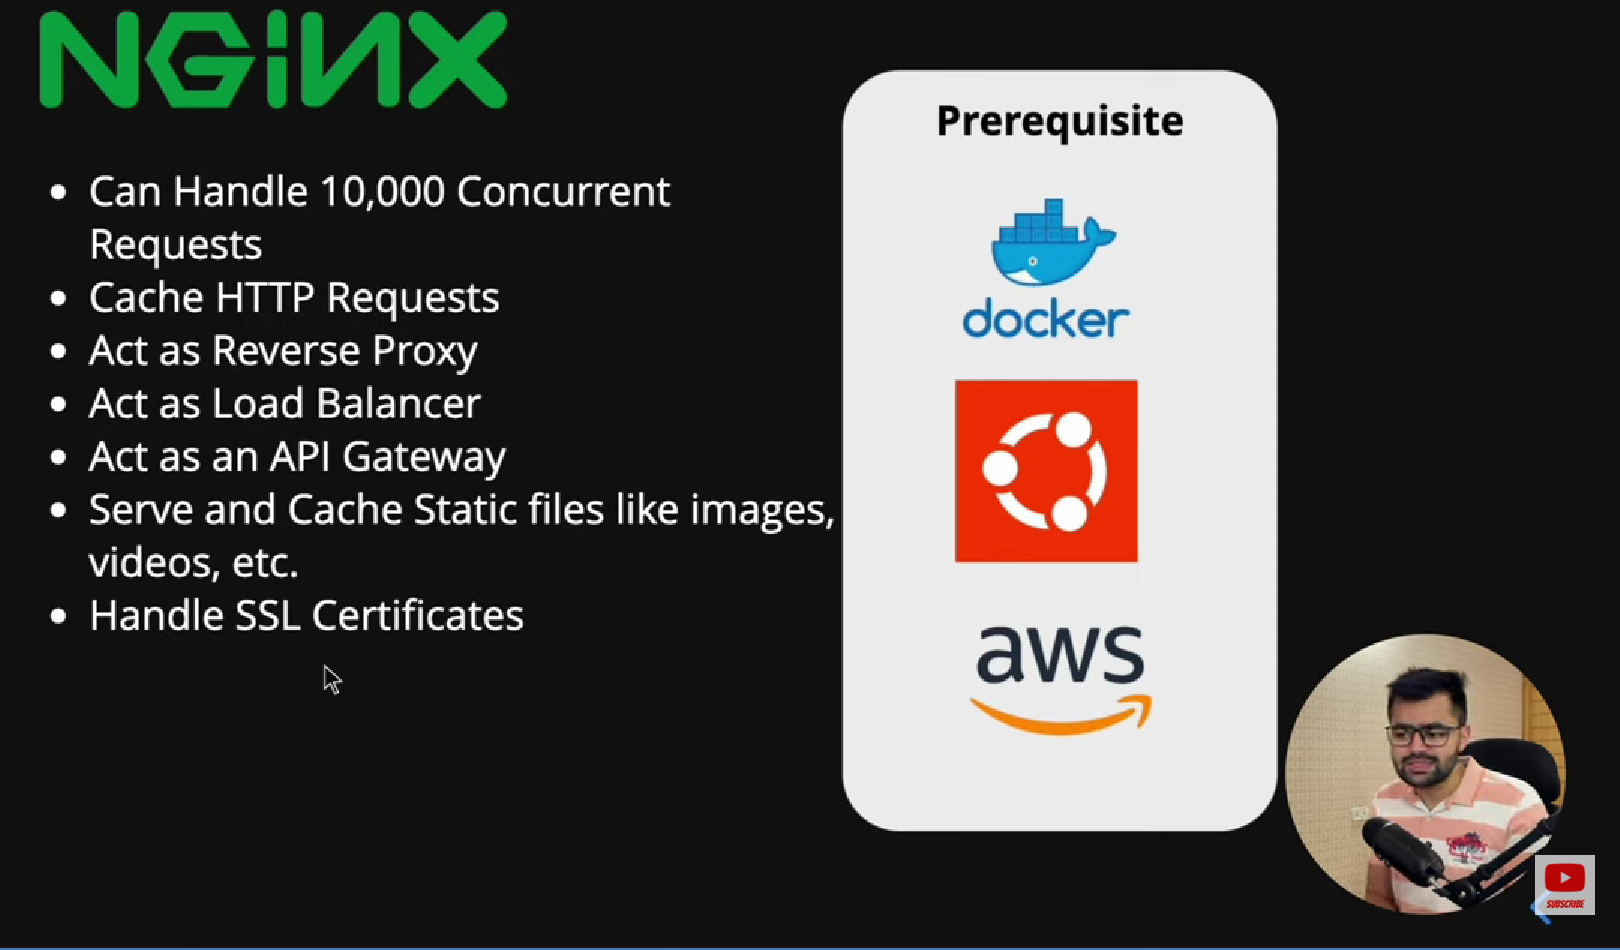 NGINX
Can Handle 10,000 Concurrent
Requests
Cache HTTP Requests
Act as Reverse Proxy
Act as Load Balancer
Act as an API Gateway
Serve and Cache Static files like images,
videos, etc.
Handle SSL Certificates
Prerequisite
docker
aws
SUBSCRIBE